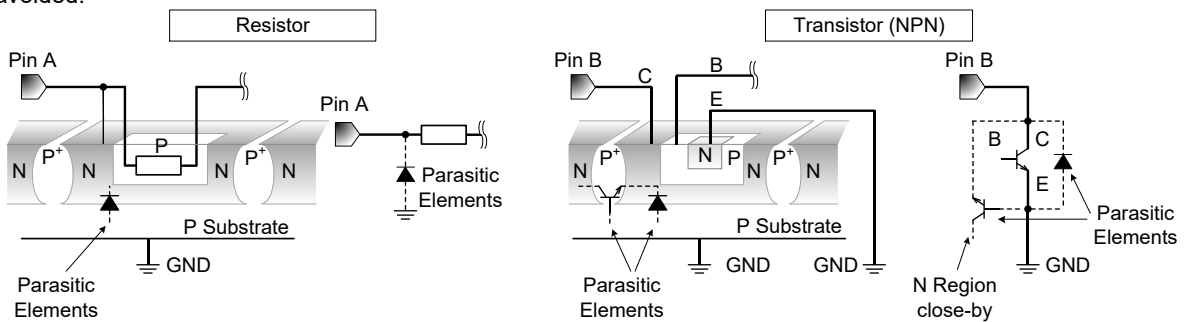 Resistor
Transistor (NPN)
Pin A
Pin A
P
N
P+
N
N
P+
N
Parasitic
Elements
P Substrate
GND
Parasitic
Elements
Pin B
C
B
E
N
P+
N
P
P+
N
N
P Substrate
GND
GND
Parasitic
Elements
Pin B
B
C
E
Parasitic
Elements
GND
N Region
close-by